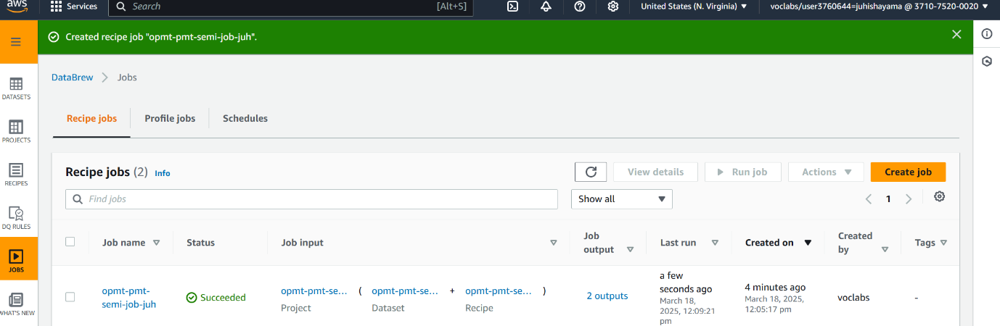 aws
Services
Search
[Alt+S]
United States (N. Virginia)
voclabs/user3760644=juhishayama @ 3710-7520-0020
Created recipe job "opmt-pmt-semi-job-juh".
DATASETS
PROJECTS
RECIPES
DQ RULES
JOBS
WHAT'S NEW
DataBrew
Jobs
Recipe jobs
Profile jobs
Schedules
Recipe jobs (2) Info
View details
Run job
Actions
Create job
Find jobs
Show all
1
Job name
Status
Job input
Job
output
Last run
Created on
Created
by
Tags
opmt-pmt-
semi-job-juh
Succeeded
opmt-pmt-se... ( opmt-pmt-se... + opmt-pmt-se... )
Project Dataset Recipe
2 outputs
a few
seconds ago
March 18,
2025, 12:09:21
pm
4 minutes ago
March 18, 2025,
12:05:17 pm
voclabs
-